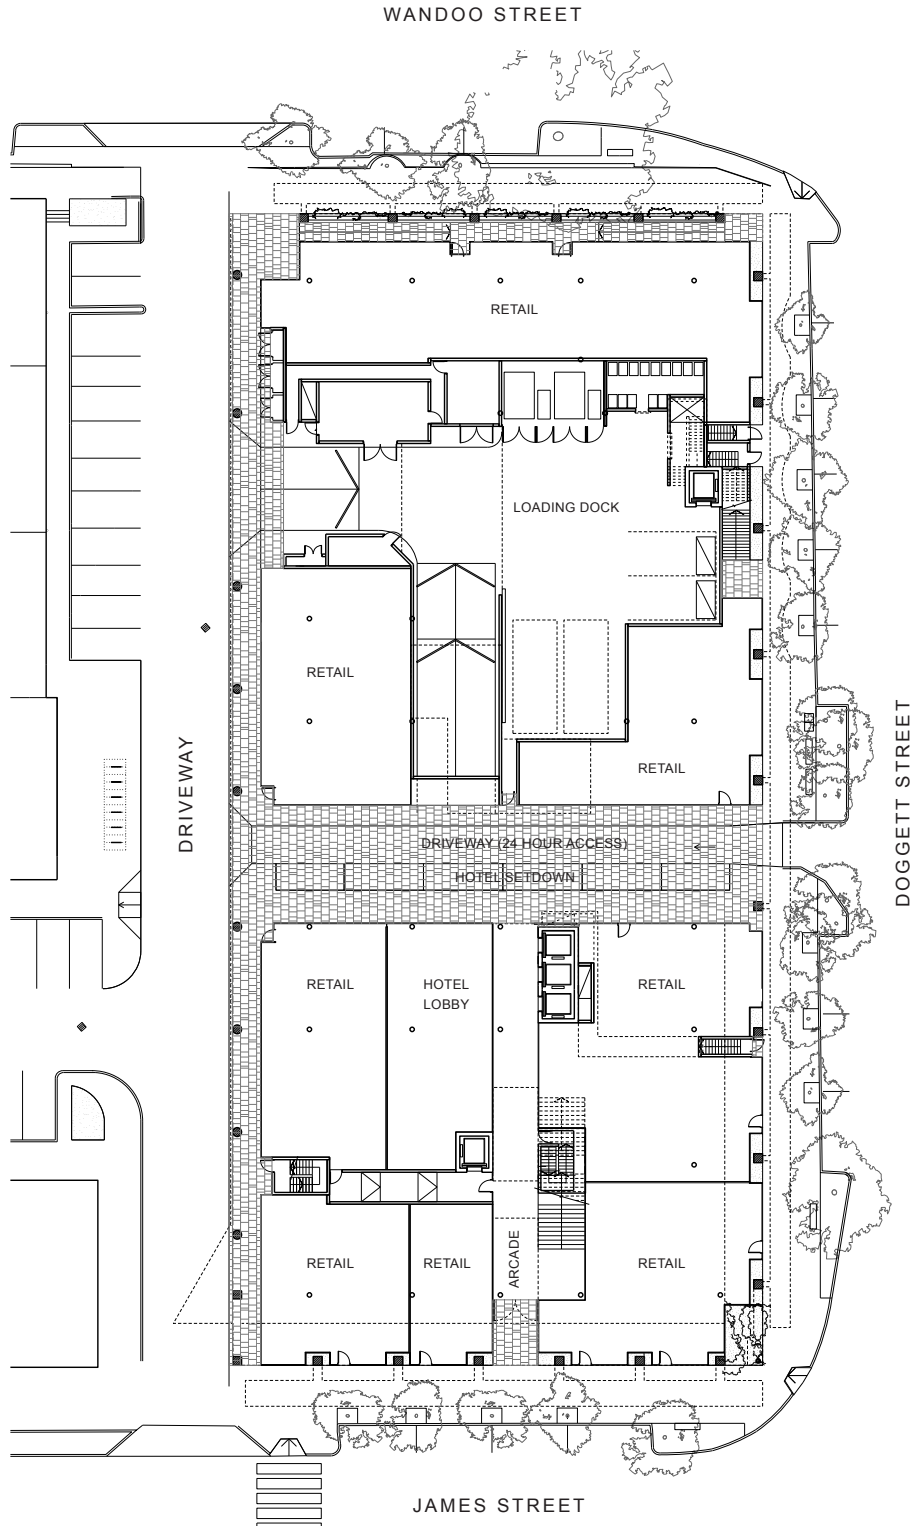 WANDOO STREET
RETAIL
LOADING DOCK
RETAIL
RETAIL
DRIVEWAY
DOGGETT STREET
DRIVEWAY (24 HOUR ACCESS)
HOTEL SETDOWN
RETAIL
HOTEL
LOBBY
RETAIL
RETAIL
RETAIL
ARCADE
RETAIL
JAMES STREET